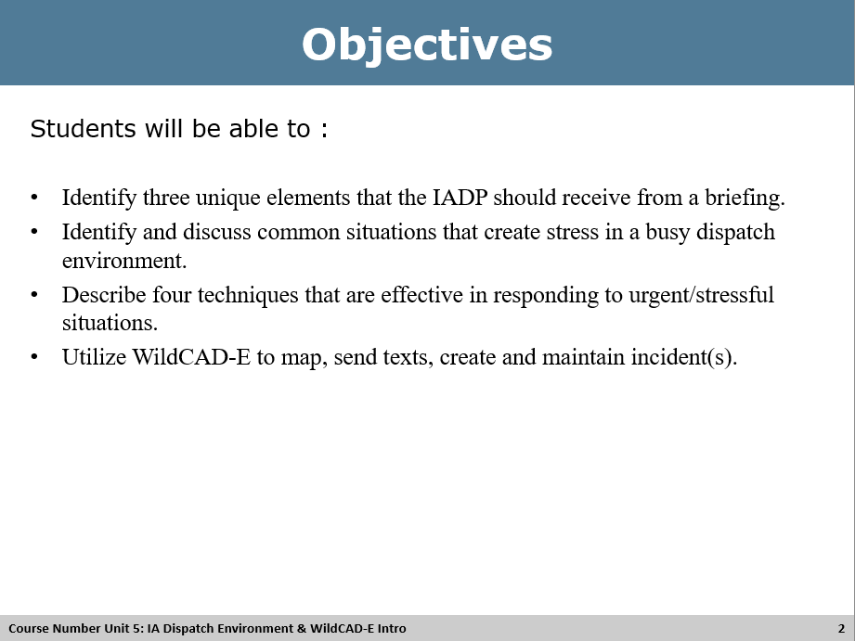 Objectives
Students will be able to :
• Identify three unique elements that the IADP should receive from a briefing.
• Identify and discuss common situations that create stress in a busy dispatch
environment.
• Describe four techniques that are effective in responding to urgent/stressful
situations.
• Utilize WildCAD-E to map, send texts, create and maintain incident(s).
Course Number Unit 5: IA Dispatch Environment & WildCAD-E Intro 2